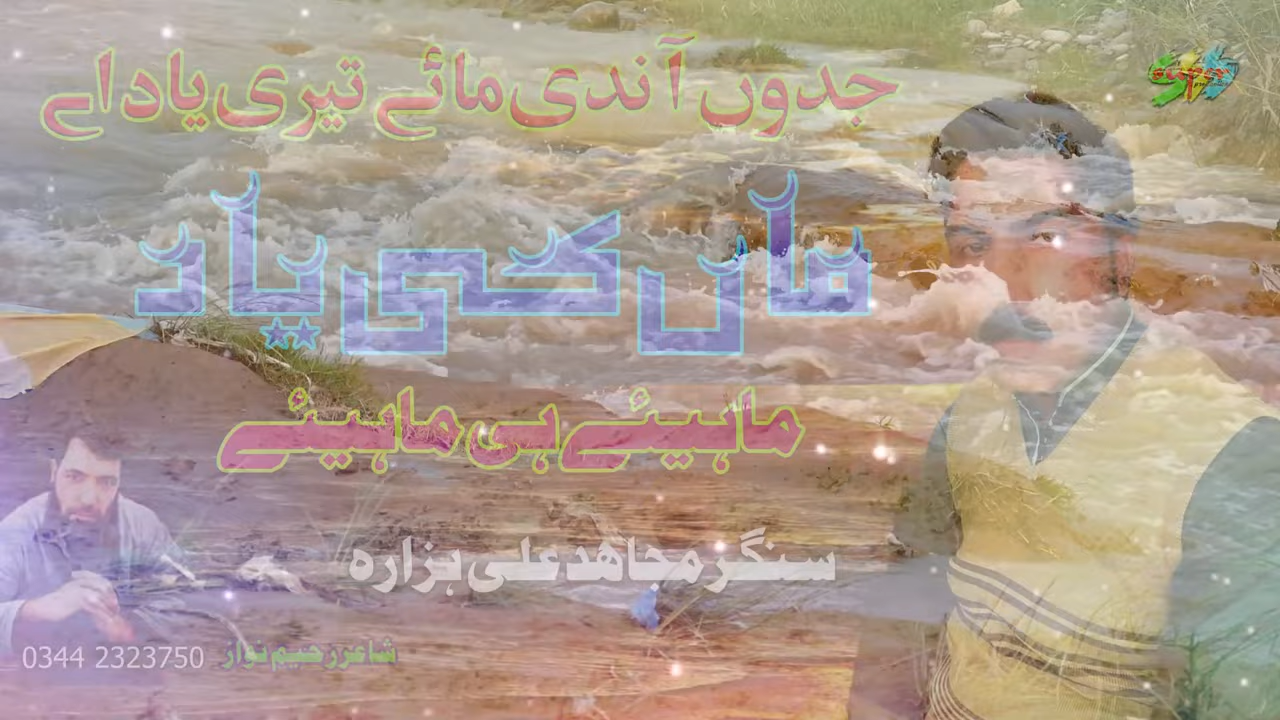 جدوں آندی مائے تیری یاد اے
SUPER
ماں کی یاد
ماہیئے ہی ماہیئے
سنگر مجاھد علی ہزارہ
شاعر رحیم نواز
0344 2323750